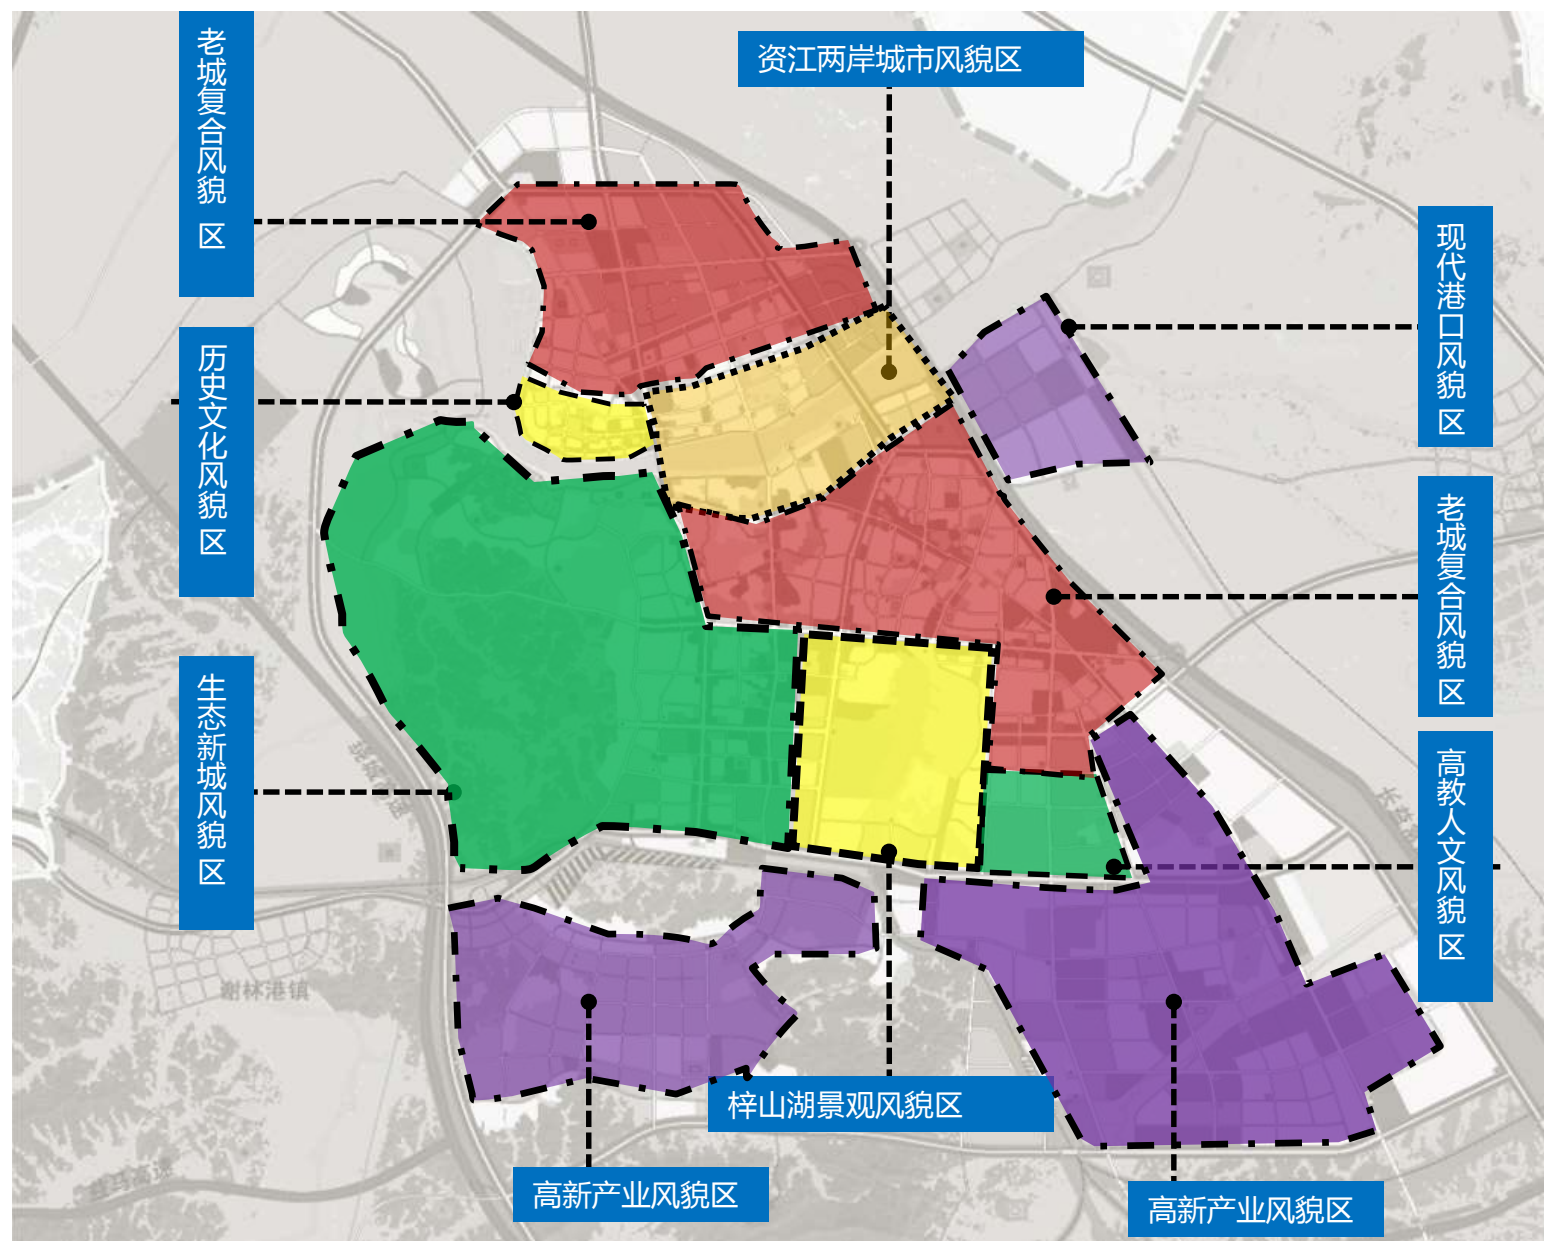 老城复合风貌区
资江两岸城市风貌区
现代港口风貌区
历史文化风貌区
老城复合风貌区
生态新城风貌区
高教人文风貌区
谢林港镇
梓山湖景观风貌区
高新产业风貌区
高新产业风貌区